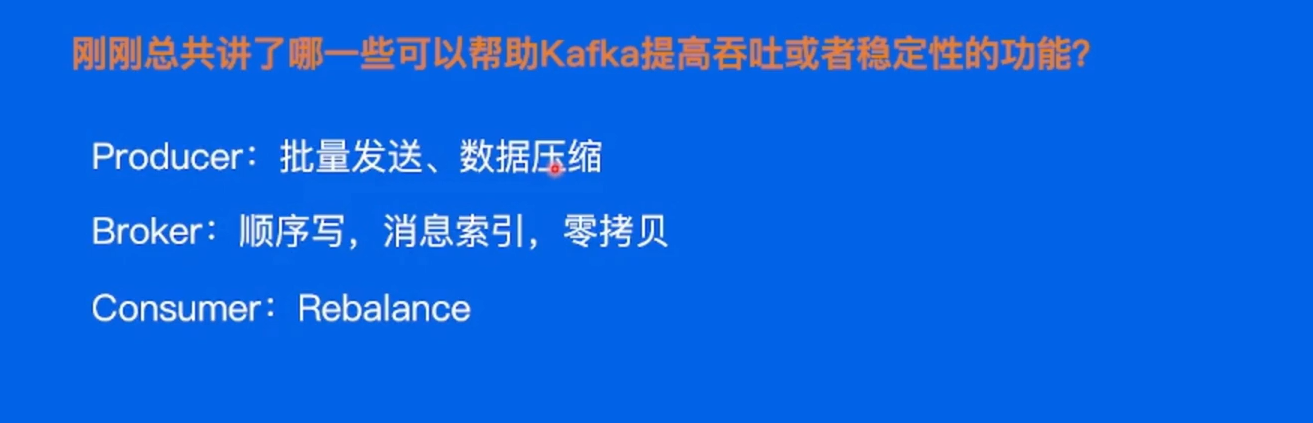 刚刚总共讲了哪一些可以帮助Kafka提高吞吐或者稳定性的功能?
Producer：批量发送、数据压缩
Broker：顺序写，消息索引，零拷贝
Consumer：Rebalance